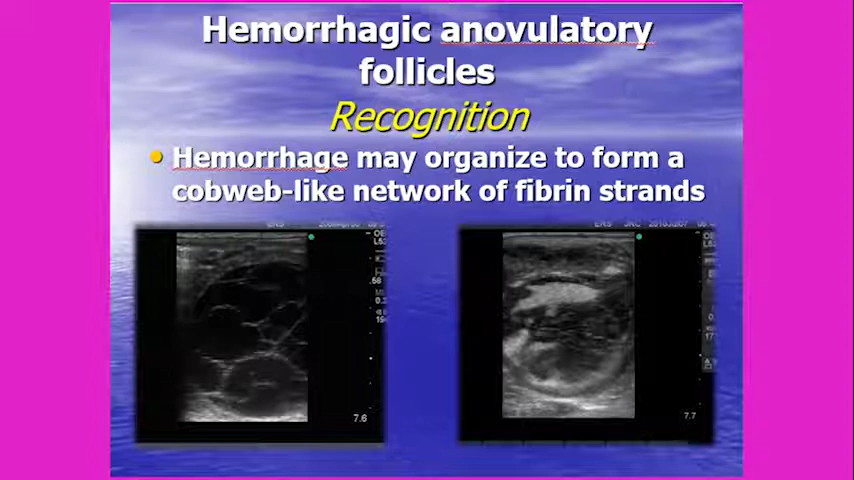 Hemorrhagic anovulatory
follicles
Recognition
• Hemorrhage may organize to form a
cobweb-like network of fibrin strands
7.6
7.7